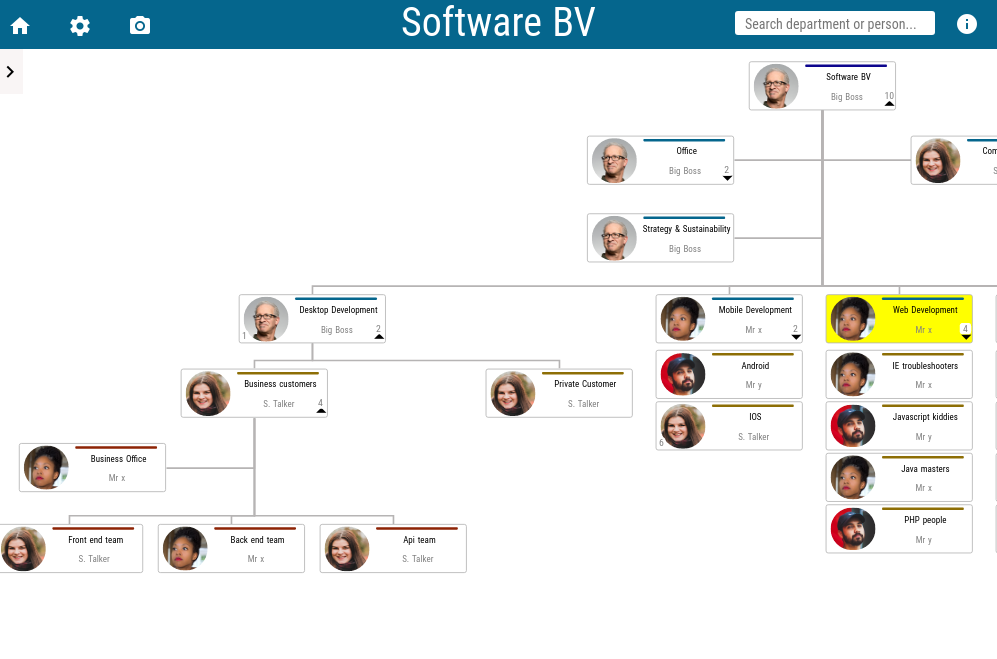 Software BV
Search department or person...
Software BV
Big Boss
10
Office
Big Boss
2
Strategy & Sustainability
Big Boss
Desktop Development
Big Boss
1
2
Mobile Development
Mr x
2
Web Development
Mr x
4
Business customers
S. Talker
4
Private Customer
S. Talker
Android
Mr y
IOS
S. Talker
6
IE troubleshooters
Mr x
Javascript kiddies
Mr y
Java masters
Mr x
PHP people
Mr y
Business Office
Mr x
Front end team
S. Talker
Back end team
Mr x
Api team
S. Talker